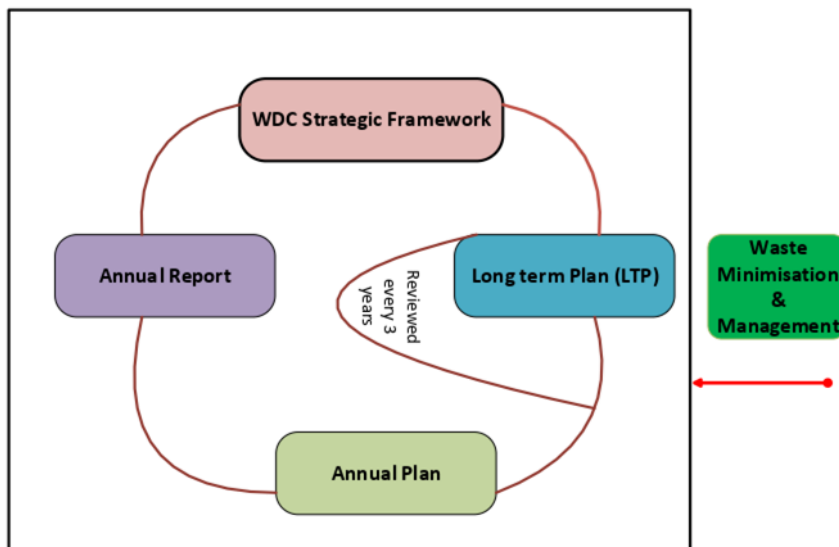 WDC Strategic Framework
Annual Report
Reviewed
every 3
years
Long term Plan (LTP)
Waste
Minimisation
&
Management
Annual Plan